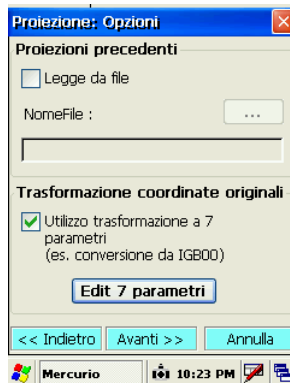 Proiezione: Opzioni
Proiezioni precedenti
Legge da file
NomeFile :
...
Trasformazione coordinate originali
Utilizzo trasformazione a 7
parametri
(es. conversione da IGB00)
Edit 7 parametri
<< Indietro Avanti >> Annulla
Mercurio 10:23 PM